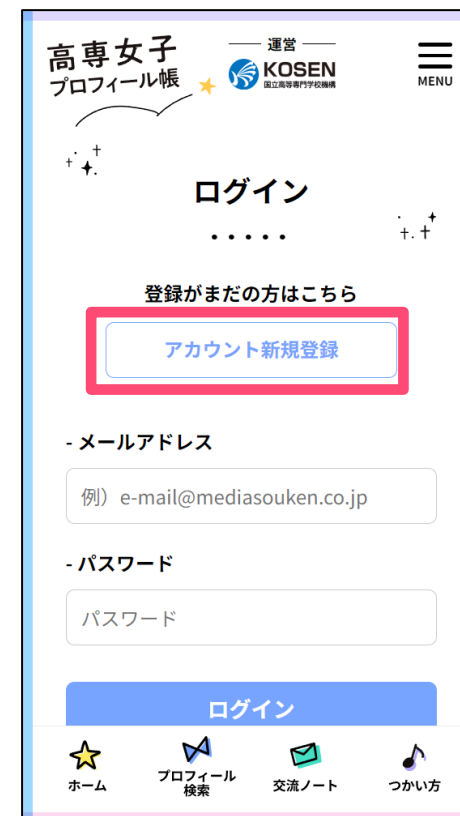 高専女子
プロフィール帳
運営
KOSEN
国立高等専門学校機構
MENU
ログイン
登録がまだの方はこちら
アカウント新規登録
- メールアドレス
例）e-mail@mediasouken.co.jp
- パスワード
パスワード
ログイン
ホーム
プロフィール
検索
交流ノート
つかい方